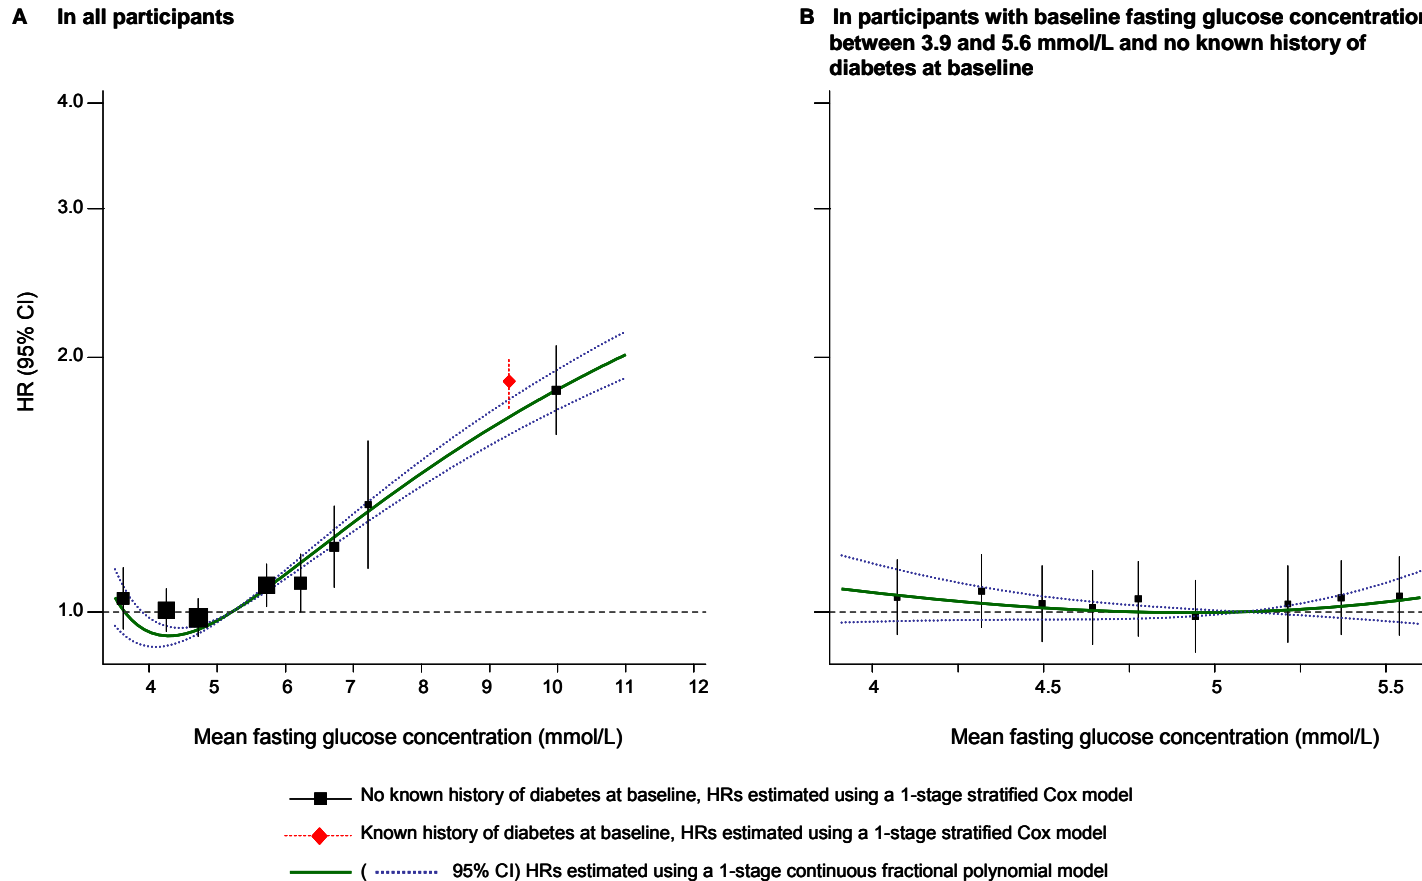 A In all participants
B In participants with baseline fasting glucose concentration
between 3.9 and 5.6 mmol/L and no known history of
diabetes at baseline
4.0
3.0
2.0
1.0
HR (95% CI)
4 5 6 7 8 9 10 11 12
4 4.5 5 5.5
Mean fasting glucose concentration (mmol/L)
Mean fasting glucose concentration (mmol/L)
No known history of diabetes at baseline, HRs estimated using a 1-stage stratified Cox model
Known history of diabetes at baseline, HRs estimated using a 1-stage stratified Cox model
( 95% CI) HRs estimated using a 1-stage continuous fractional polynomial model